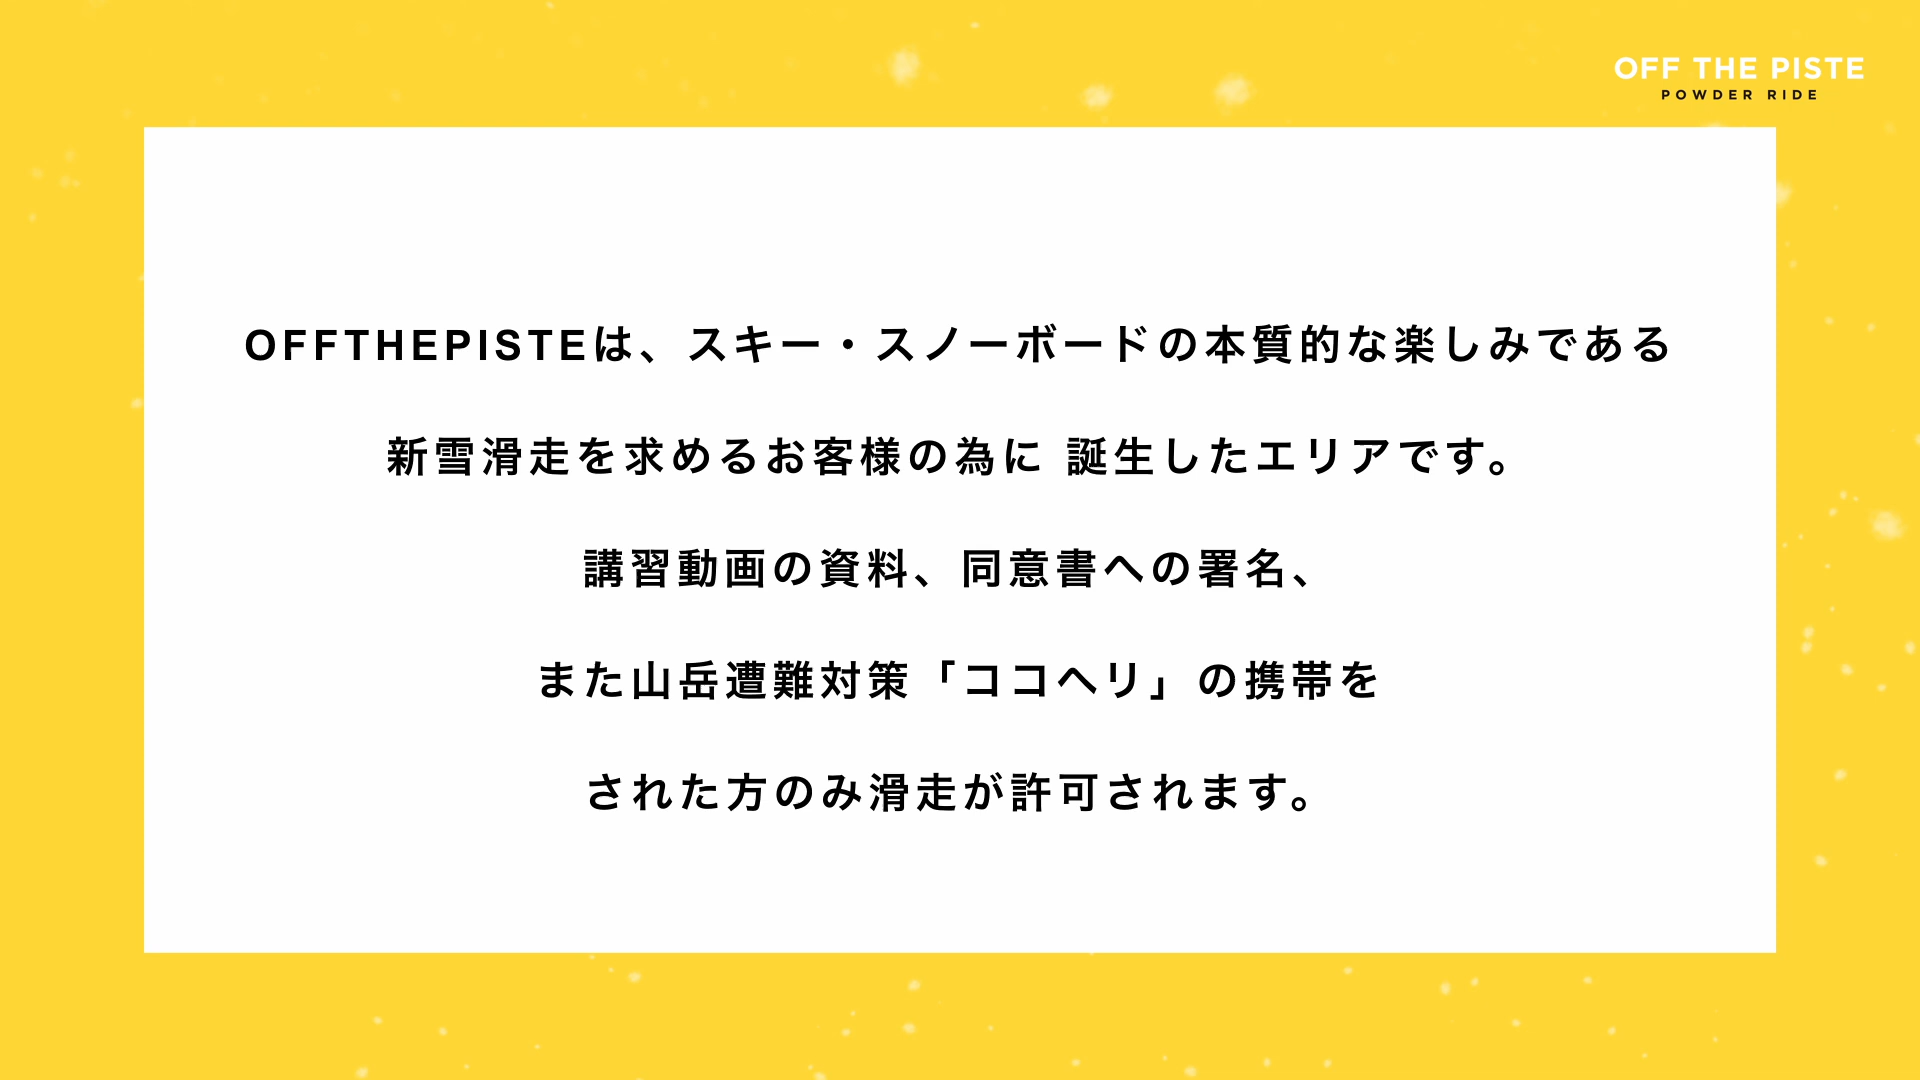 OFF THE PISTE
POWDER RIDE
OFFTHEPISTEは、スキー・スノーボードの本質的な楽しみである
新雪滑走を求めるお客様の為に 誕生したエリアです。
講習動画の資料、同意書への署名、
また山岳遭難対策「ココヘリ」の携帯を
された方のみ滑走が許可されます。